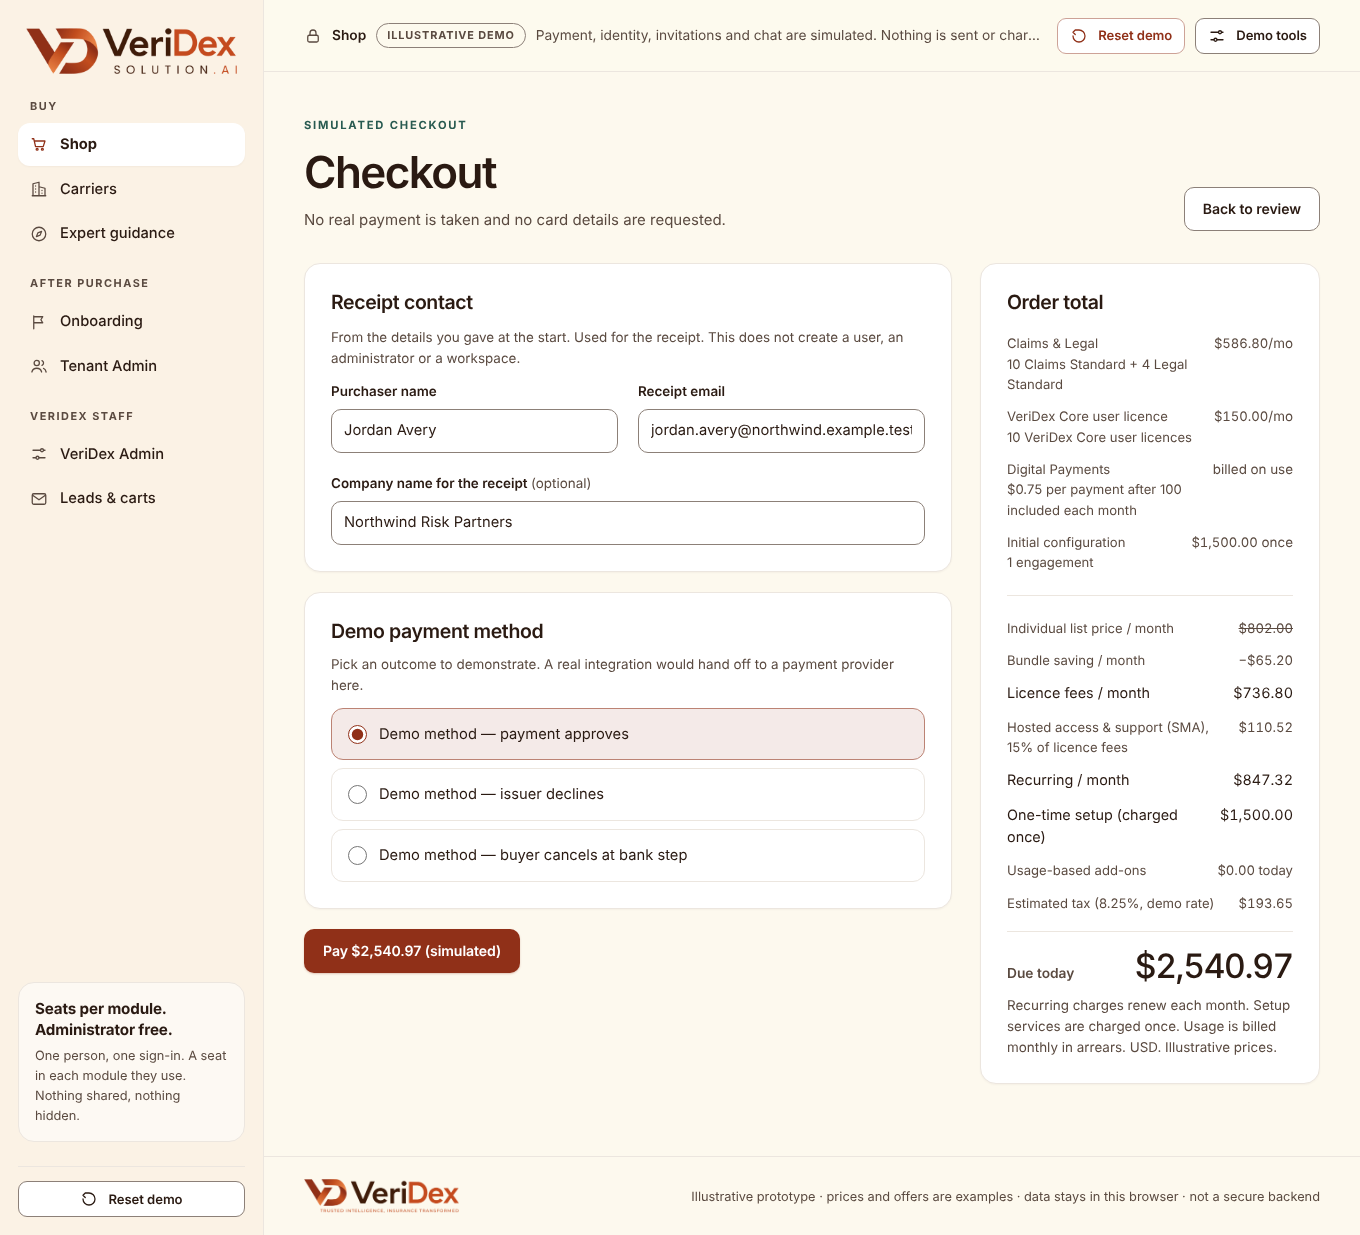 VeriDex
SOLUTION.AI
BUY
Shop
Carriers
Expert guidance
AFTER PURCHASE
Onboarding
Tenant Admin
VERIDEX STAFF
VeriDex Admin
Leads & carts
Seats per module.
Administrator free.
One person, one sign-in. A seat
in each module they use.
Nothing shared, nothing
hidden.
Reset demo
Shop
ILLUSTRATIVE DEMO
Payment, identity, invitations and chat are simulated. Nothing is sent or char...
Reset demo
Demo tools
SIMULATED CHECKOUT
Checkout
No real payment is taken and no card details are requested.
Back to review
Receipt contact
From the details you gave at the start. Used for the receipt. This does not create a user, an
administrator or a workspace.
Purchaser name
Receipt email
Jordan Avery
jordan.avery@northwind.example.test
Company name for the receipt (optional)
Northwind Risk Partners
Demo payment method
Pick an outcome to demonstrate. A real integration would hand off to a payment provider
here.
Demo method — payment approves
Demo method — issuer declines
Demo method — buyer cancels at bank step
Pay $2,540.97 (simulated)
Order total
Claims & Legal $586.80/mo
10 Claims Standard + 4 Legal
Standard
VeriDex Core user licence $150.00/mo
10 VeriDex Core user licences
Digital Payments billed on use
$0.75 per payment after 100
included each month
Initial configuration $1,500.00 once
1 engagement
Individual list price / month $802.00
Bundle saving / month −$65.20
Licence fees / month $736.80
Hosted access & support (SMA), $110.52
15% of licence fees
Recurring / month $847.32
One-time setup (charged $1,500.00
once)
Usage-based add-ons $0.00 today
Estimated tax (8.25%, demo rate) $193.65
Due today $2,540.97
Recurring charges renew each month. Setup
services are charged once. Usage is billed
monthly in arrears. USD. Illustrative prices.
VeriDex
TRUSTED INTELLIGENCE, INSURANCE TRANSFORMED
Illustrative prototype · prices and offers are examples · data stays in this browser · not a secure backend